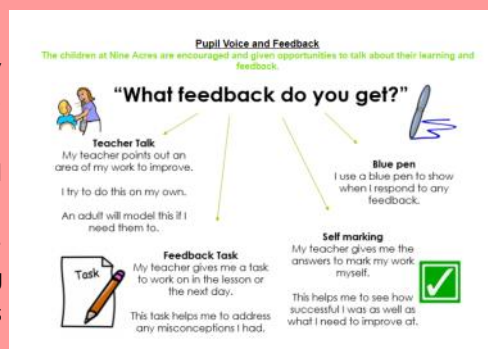 Pupil Voice and Feedback
The children at Nine Acres are encouraged and given opportunities to talk about their learning and
feedback.
“What feedback do you get?”
Teacher Talk
My teacher points out an
area of my work to improve.
I try to do this on my own.
An adult will model this if I
need them to.
Blue pen
I use a blue pen to show
when I respond to any
feedback.
Feedback Task
My teacher gives me a task
to work on in the lesson or
the next day.
This task helps me to address
any misconceptions I had.
Task
Self marking
My teacher gives me the
answers to mark my work
myself.
This helps me to see how
successful I was as well as
what I need to improve at.